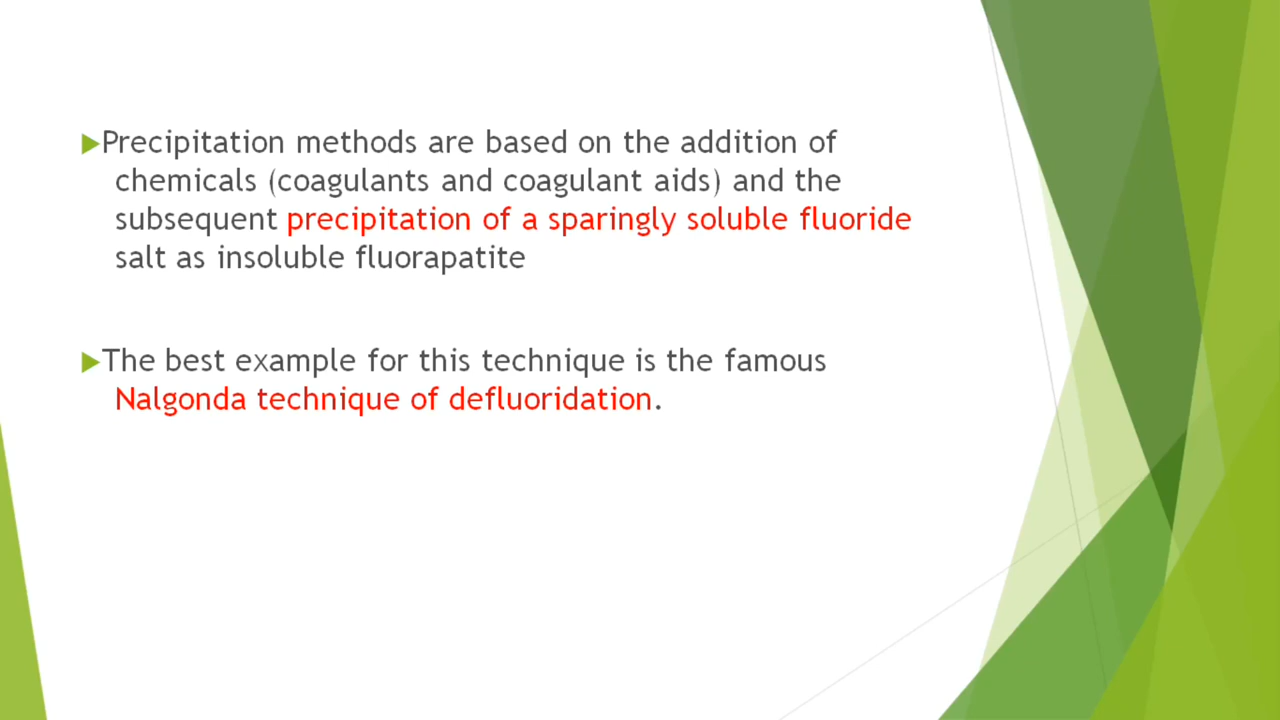 Precipitation methods are based on the addition of
chemicals (coagulants and coagulant aids) and the
subsequent precipitation of a sparingly soluble fluoride
salt as insoluble fluorapatite
The best example for this technique is the famous
Nalgonda technique of defluoridation.